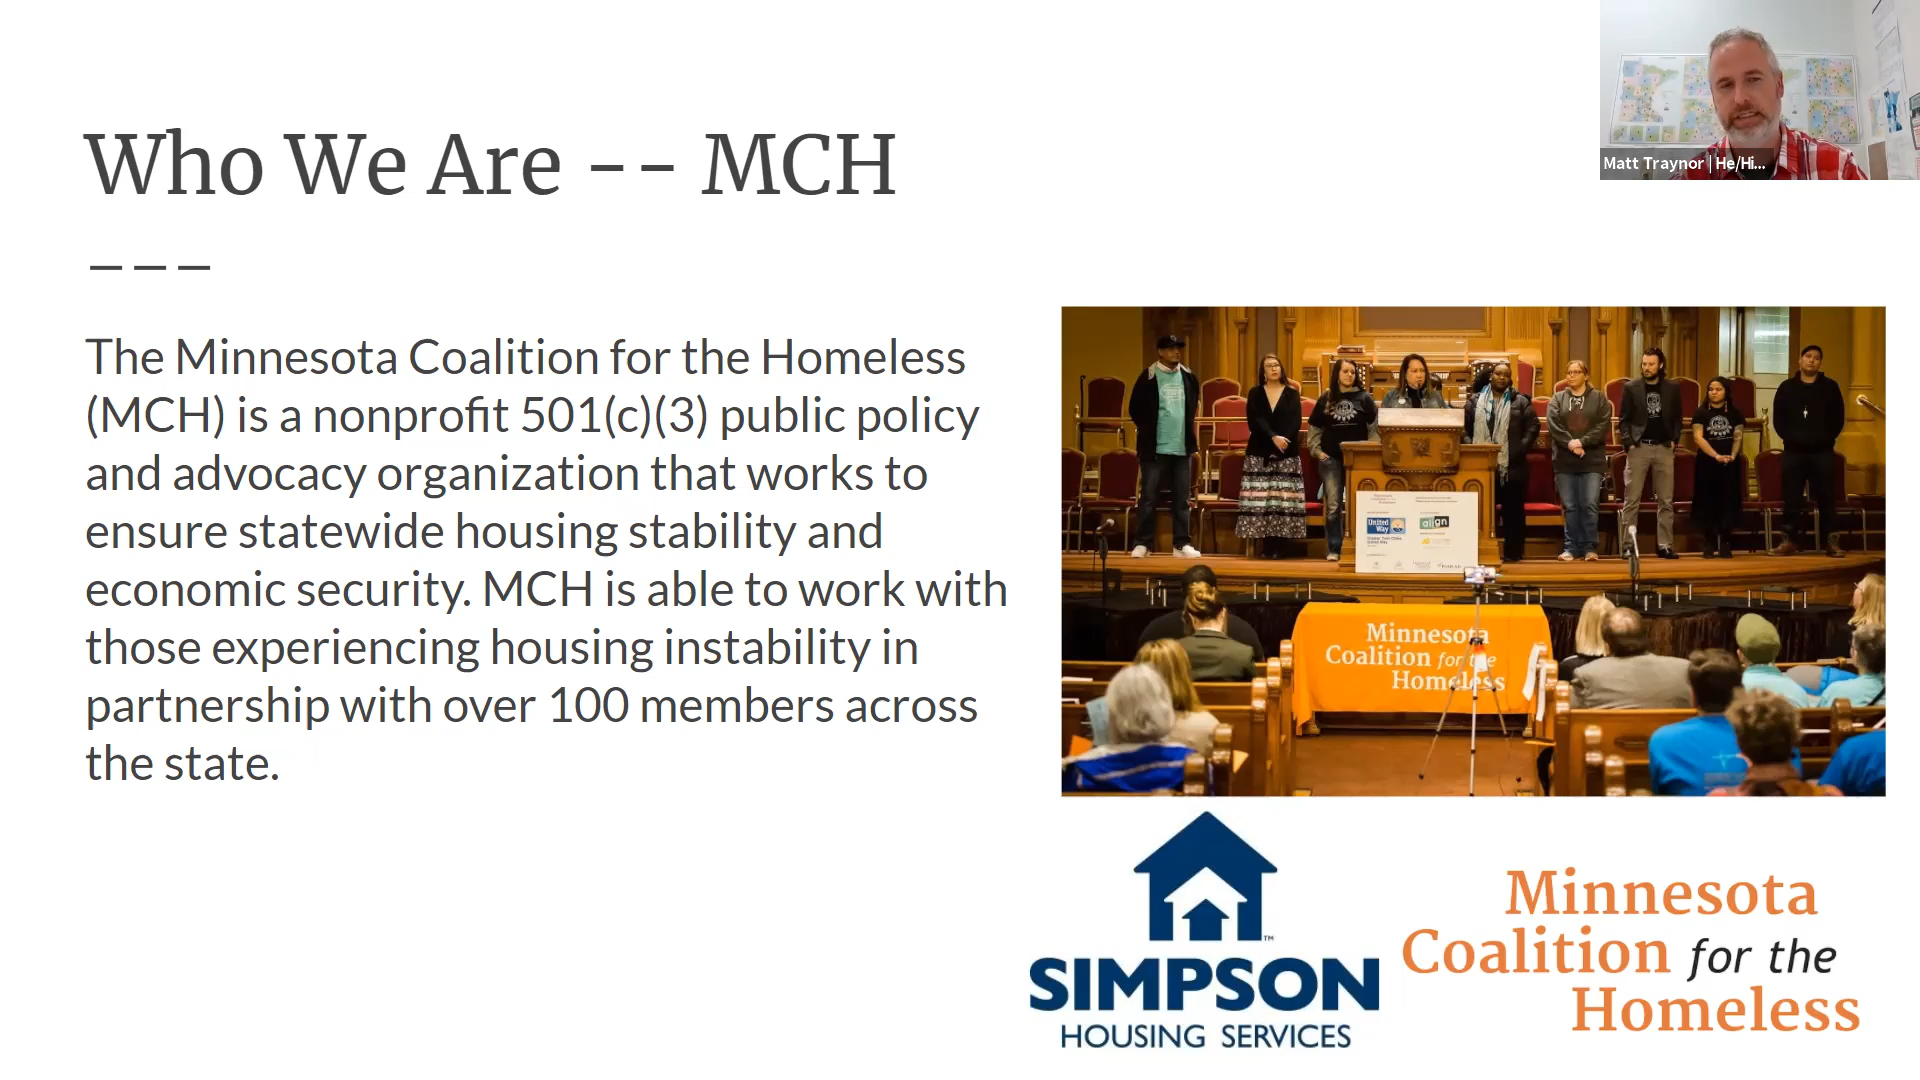 Who We Are -- MCH
---
The Minnesota Coalition for the Homeless
(MCH) is a nonprofit 501(c)(3) public policy
and advocacy organization that works to
ensure statewide housing stability and
economic security. MCH is able to work with
those experiencing housing instability in
partnership with over 100 members across
the state.
Matt Traynor | He/Hi...
United
Way
align
Minnesota
Coalition for the
Homeless
SIMPSON
HOUSING SERVICES
TM
Minnesota
Coalition for the
Homeless